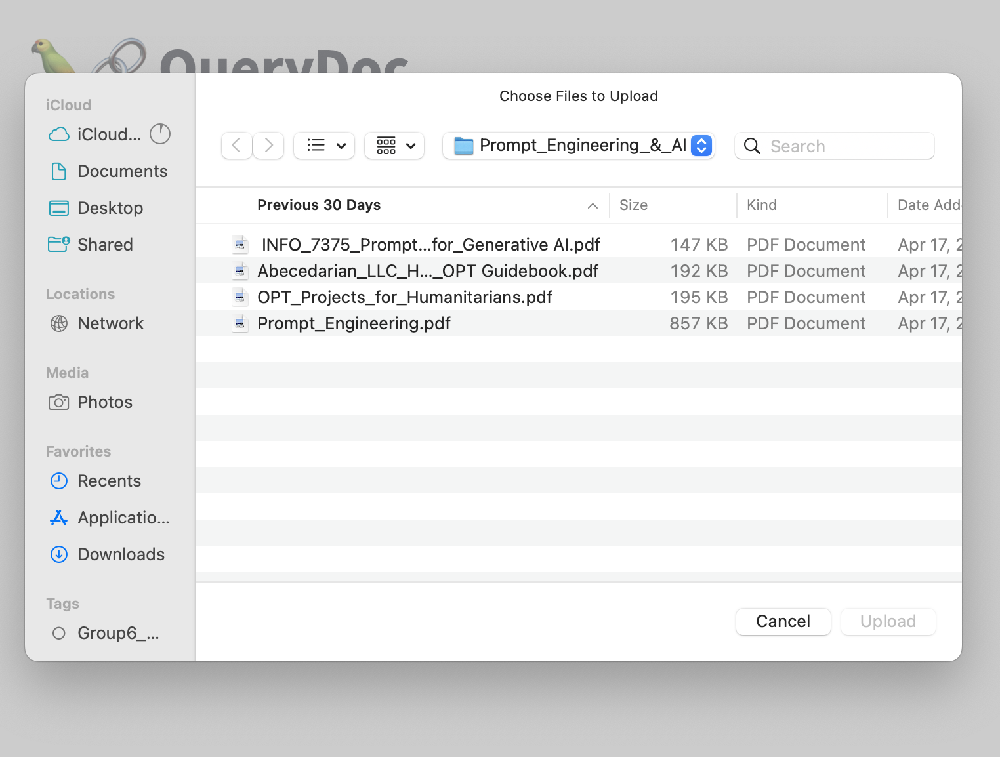 QueryDoc
Choose Files to Upload
iCloud
iCloud...
Documents
Desktop
Shared
Locations
Network
Media
Photos
Favorites
Recents
Applicatio...
Downloads
Tags
Group6_...
Prompt_Engineering_&_AI
Search
Previous 30 Days Size Kind Date Add
INFO_7375_Prompt...for_Generative AI.pdf 147 KB PDF Document Apr 17, 2
Abecedarian_LLC_H..._OPT Guidebook.pdf 192 KB PDF Document Apr 17, 2
OPT_Projects_for_Humanitarians.pdf 195 KB PDF Document Apr 17, 2
Prompt_Engineering.pdf 857 KB PDF Document Apr 17, 2
Cancel Upload